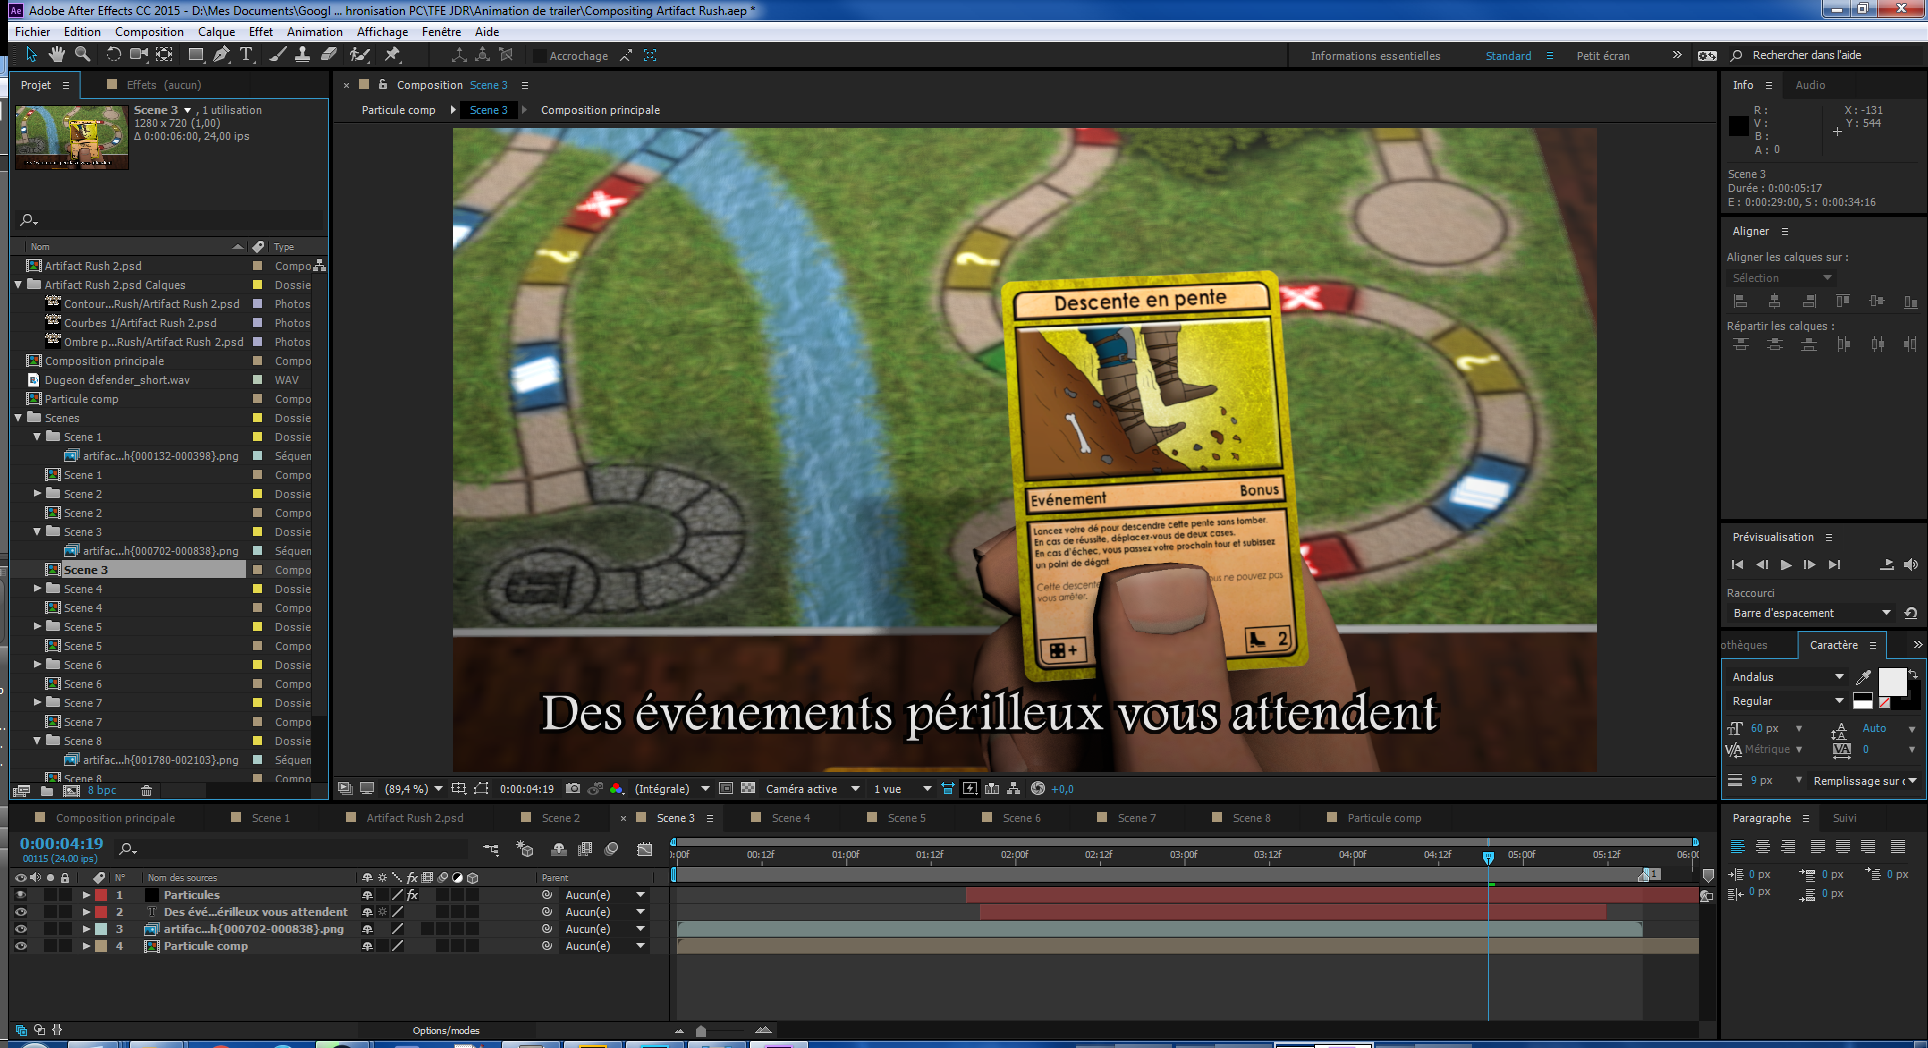 Adobe After Effects CC 2015 - D:\Mes Documents\Googl ... hronisation PC\TFE JDR\Animation de trailer\Compositing Artifact Rush.aep *
Fichier Edition Composition Calque Effet Animation Affichage Fenêtre Aide
Accrochage Informations essentielles Standard Petit écran Rechercher dans l'aide
Projet Effets (aucun)
Scene 3 , 1 utilisation
1280 x 720 (1,00)
Δ 0:00:06:00, 24,00 ips
Nom Type
Artifact Rush 2.psd Compo
Artifact Rush 2.psd Calques Dossie
Contour...Rush/Artifact Rush 2.psd Photos
Courbes 1/Artifact Rush 2.psd Photos
Ombre p...Rush/Artifact Rush 2.psd Photos
Composition principale Compo
Dugeon defender_short.wav WAV
Particule comp Compo
Scenes Dossie
Scene 1 Dossie
artifac...h{000132-000398}.png Séquen
Scene 1 Compo
Scene 2 Dossie
Scene 2 Compo
Scene 3 Dossie
artifac...h{000702-000838}.png Séquen
Scene 3 Compo
Scene 4 Dossie
Scene 4 Compo
Scene 5 Dossie
Scene 5 Compo
Scene 6 Dossie
Scene 6 Compo
Scene 7 Dossie
Scene 7 Compo
Scene 8 Dossie
artifac...h{001780-002103}.png Séquen
Scene 8 Compo
8 bpc
Composition Scene 3
Particule comp Scene 3 Composition principale
Descente en pente
Evénement Bonus
Lancez votre dé pour descendre cette pente sans tomber.
En cas de réussite, déplacez-vous de deux cases.
En cas d'échec, vous passez votre prochain tour et subissez
un point de dégat
Cette descente ne pouvez pas
vous arrêter.
+ 2
Des événements périlleux vous attendent
(89,4 %) 0:00:04:19 (Intégrale) Caméra active 1 vue +0,0
Info Audio
R :
V :
B :
A : 0
X : -131
Y : 544
Scene 3
Durée : 0:00:05:17
E : 0:00:29:00, S : 0:00:34:16
Aligner
Aligner les calques sur :
Sélection
Répartir les calques :
Prévisualisation
Raccourci
Barre d'espacement
othèques Caractère
Andalus
Regular
60 px Auto
Métrique 0
9 px Remplissage sur c
Paragraphe Suivi
0 px 0 px 0 px
0 px 0 px
Composition principale Scene 1 Artifact Rush 2.psd Scene 2 Scene 3 Scene 4 Scene 5 Scene 6 Scene 7 Scene 8 Particule comp
0:00:04:19
00115 (24.00 ips)
):00f 00:12f 01:00f 01:12f 02:00f 02:12f 03:00f 03:12f 04:00f 04:12f 05:00f 05:12f 06:00
1
N° Nom des sources Parent
1 Particules Aucun(e)
2 Des évé...érilleux vous attendent Aucun(e)
3 artifac...h{000702-000838}.png Aucun(e)
4 Particule comp Aucun(e)
Options/modes